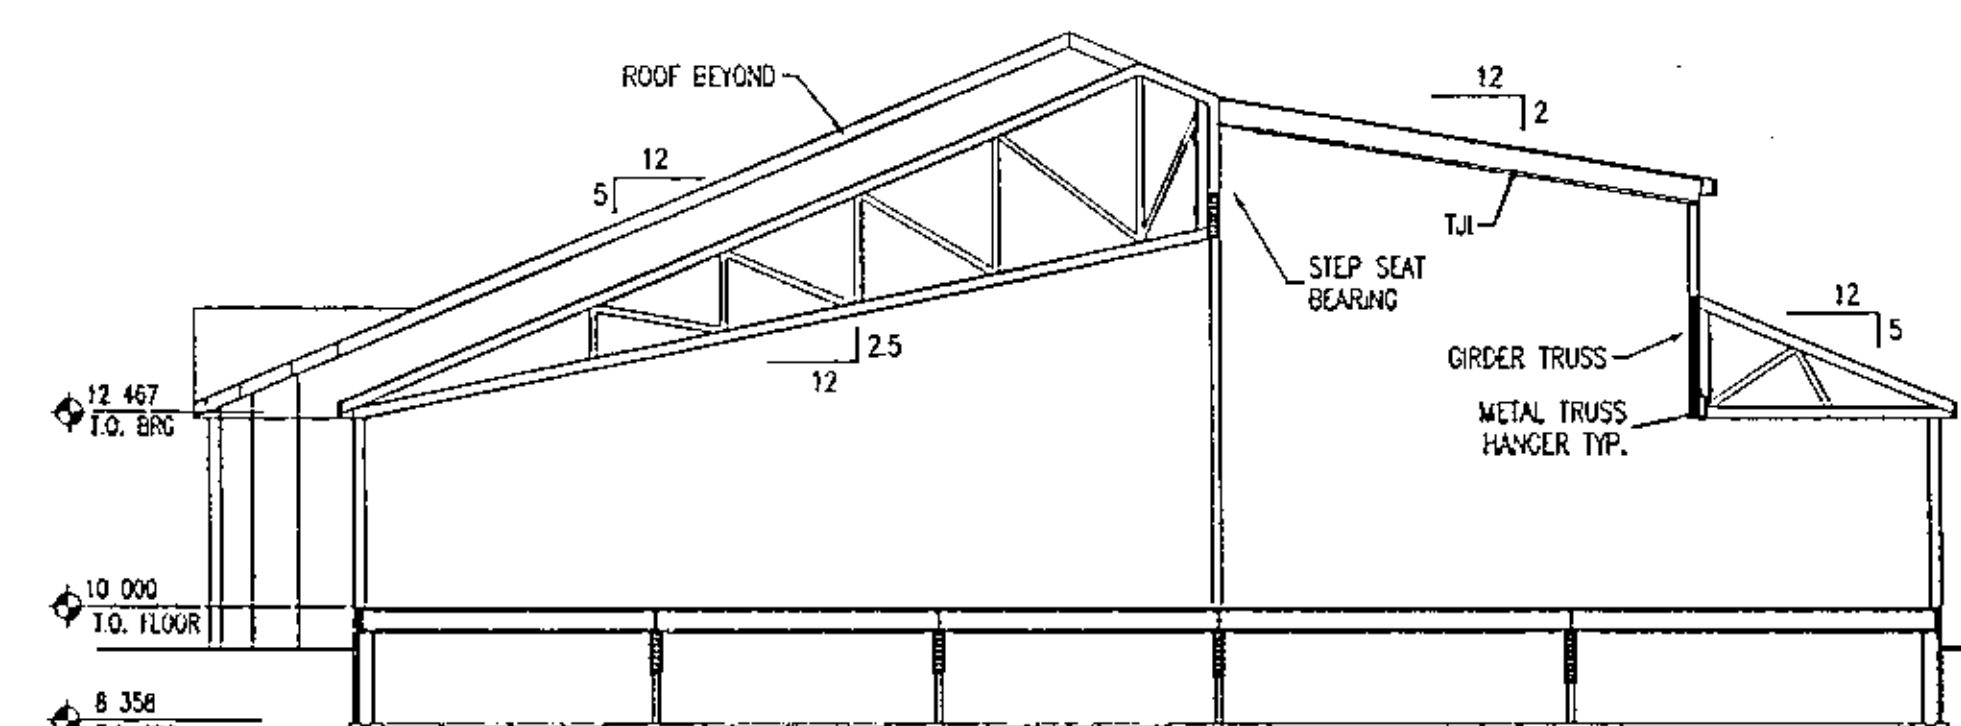 ROOF BEYOND
12
5
12
2
TJI
STEP SEAT
BEARING
12
5
GIRDER TRUSS
METAL TRUSS
HANGER TYP.
2.5
12
12 467
T.O. BRG
10 000
T.O. FLOOR
8 358